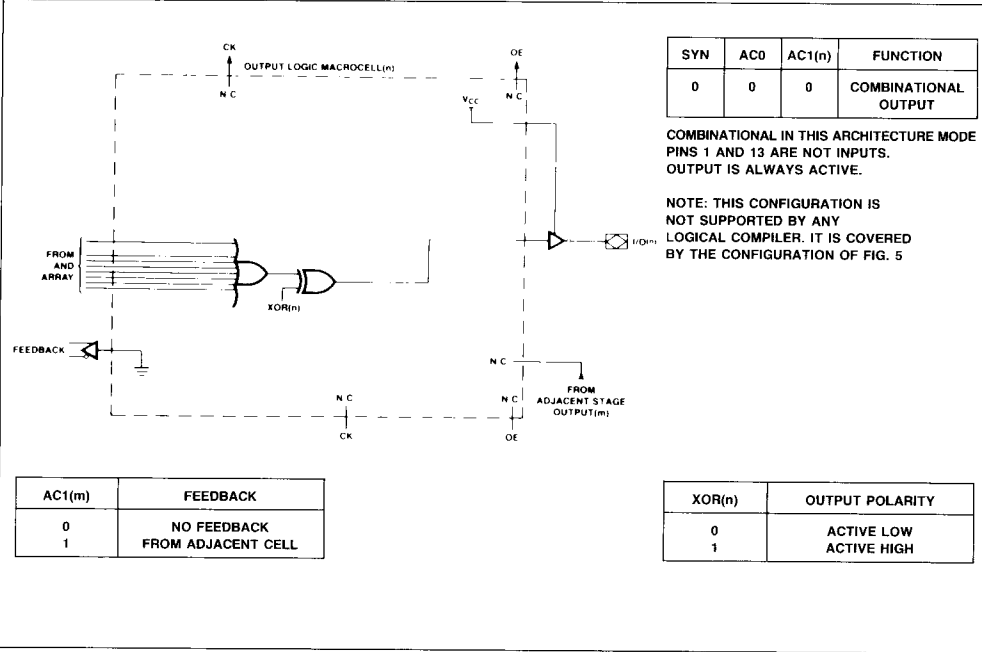 CK
OUTPUT LOGIC MACROCELL(n)
OE
N C
N C
VCC
SYN AC0 AC1(n) FUNCTION
0 0 0 COMBINATIONAL
OUTPUT
COMBINATIONAL IN THIS ARCHITECTURE MODE
PINS 1 AND 13 ARE NOT INPUTS.
OUTPUT IS ALWAYS ACTIVE.
NOTE: THIS CONFIGURATION IS
NOT SUPPORTED BY ANY
LOGICAL COMPILER. IT IS COVERED
BY THE CONFIGURATION OF FIG. 5
I/O(n)
FROM
AND
ARRAY
XOR(n)
FEEDBACK
N C
FROM
ADJACENT STAGE
OUTPUT(m)
N C
N C
CK
OE
AC1(m) FEEDBACK
0 NO FEEDBACK
1 FROM ADJACENT CELL
XOR(n) OUTPUT POLARITY
0 ACTIVE LOW
1 ACTIVE HIGH